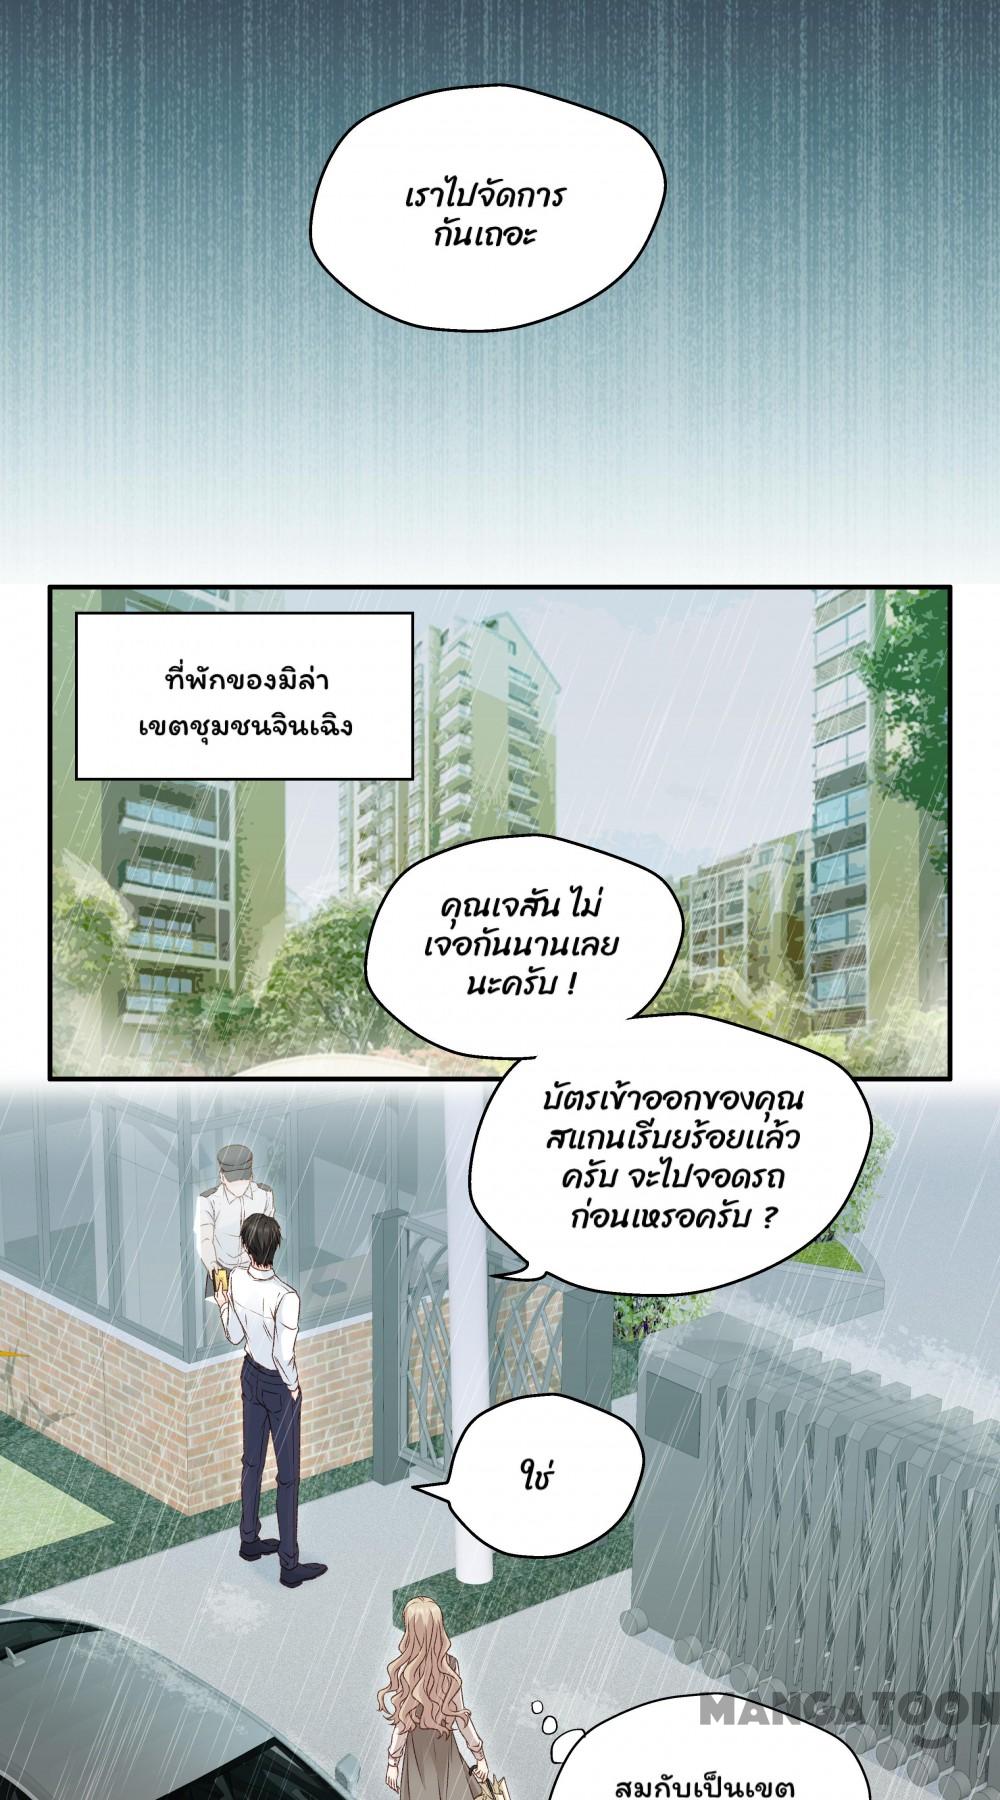 เราไปจัดการ
กันเถอะ
ที่พักของมิล่า
เขตชุมชนจินเฉิง
คุณเจสัน ไม่
เจอกันนานเลย
นะครับ !
บัตรเข้าออกของคุณ
สแกนเรียบร้อยแล้ว
ครับ จะไปจอดรถ
ก่อนเหรอครับ ?
ใช่
MANGATOON
สมกับเป็นเขต